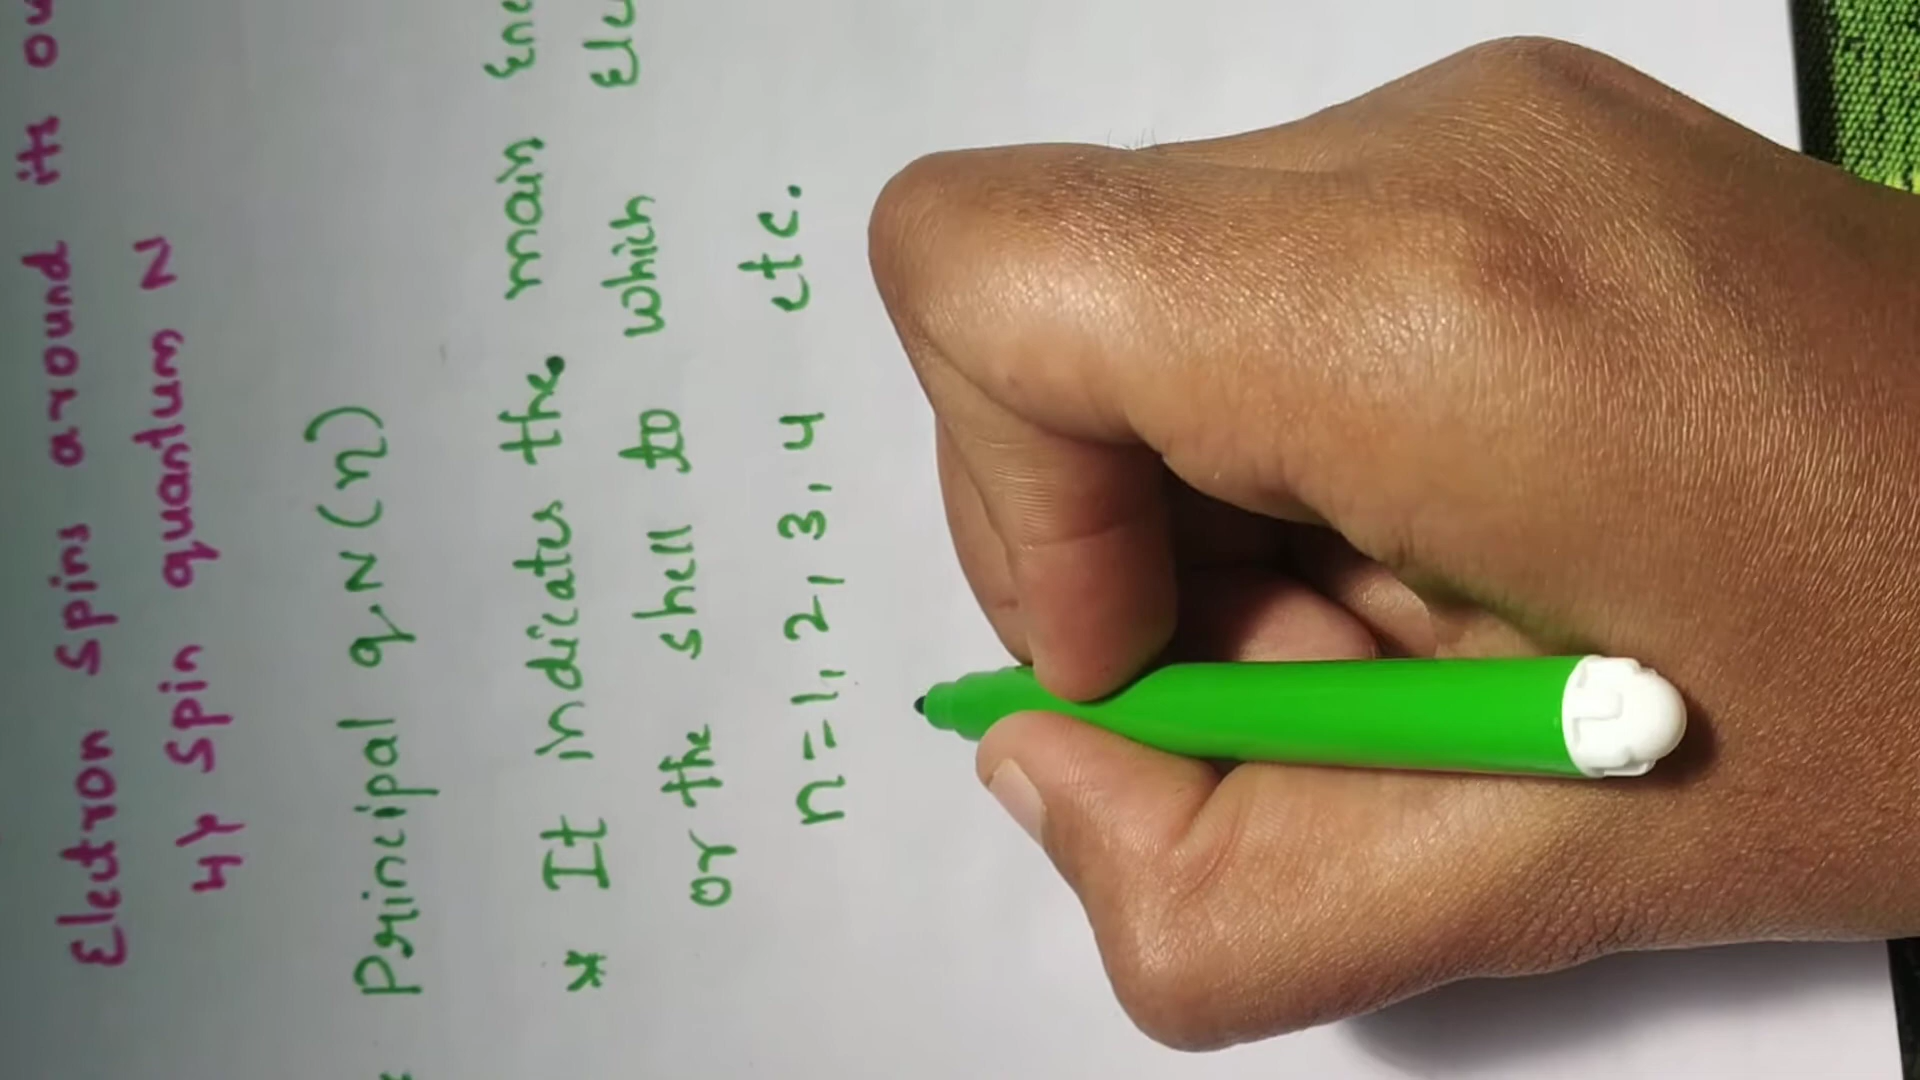 Electron spins around its
4) Spin quantum N
Principal q.N (n)
* It indicates the main
or the shell to which
n=1, 2, 3, 4 etc.